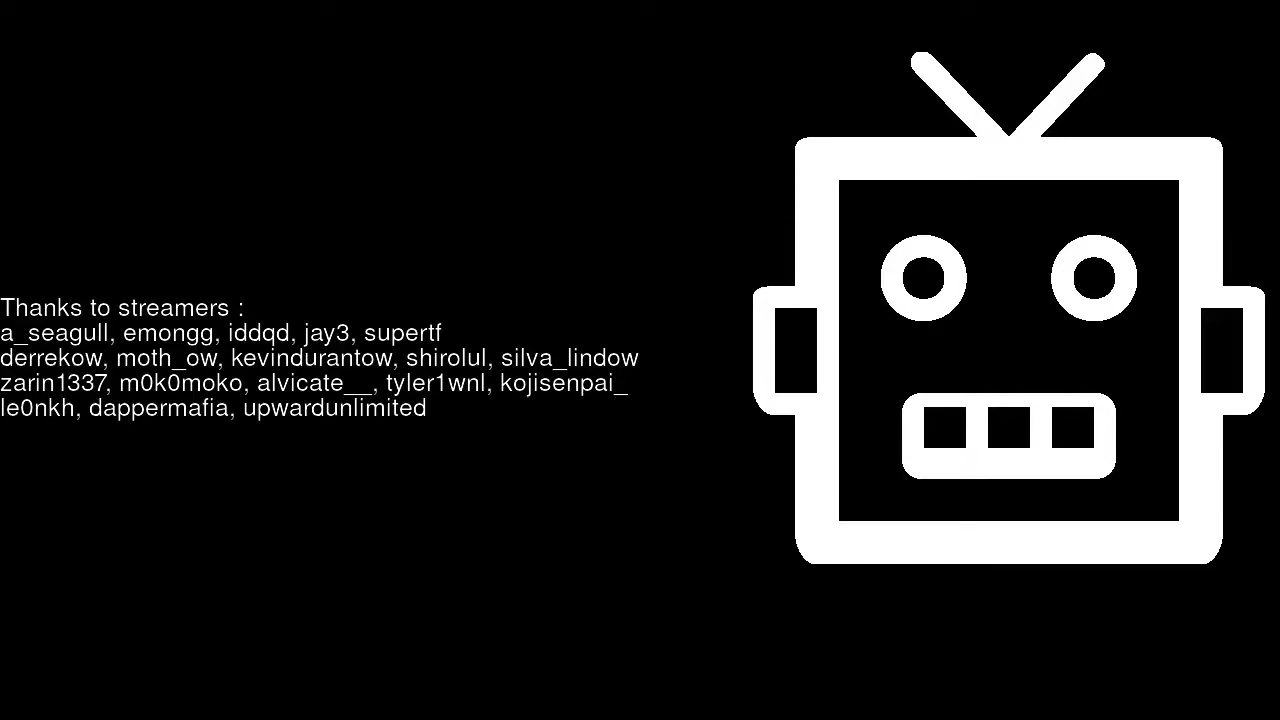 Thanks to streamers :
a_seagull, emongg, iddqd, jay3, supertf
derrekow, moth_ow, kevindurantow, shirolul, silva_lindow
zarin1337, m0k0moko, alvicate__, tyler1wnl, kojisenpai_
le0nkh, dappermafia, upwardunlimited